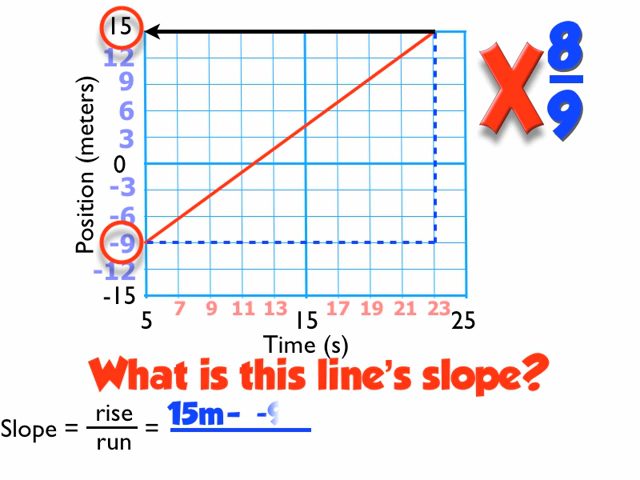 15
12
9
6
3
0
-3
-6
-9
-12
-15
Position (meters)
5 7 9 11 13 15 17 19 21 23 25
Time (s)
X 8/9
What is this line's slope?
Slope = rise/run = 15m- -9